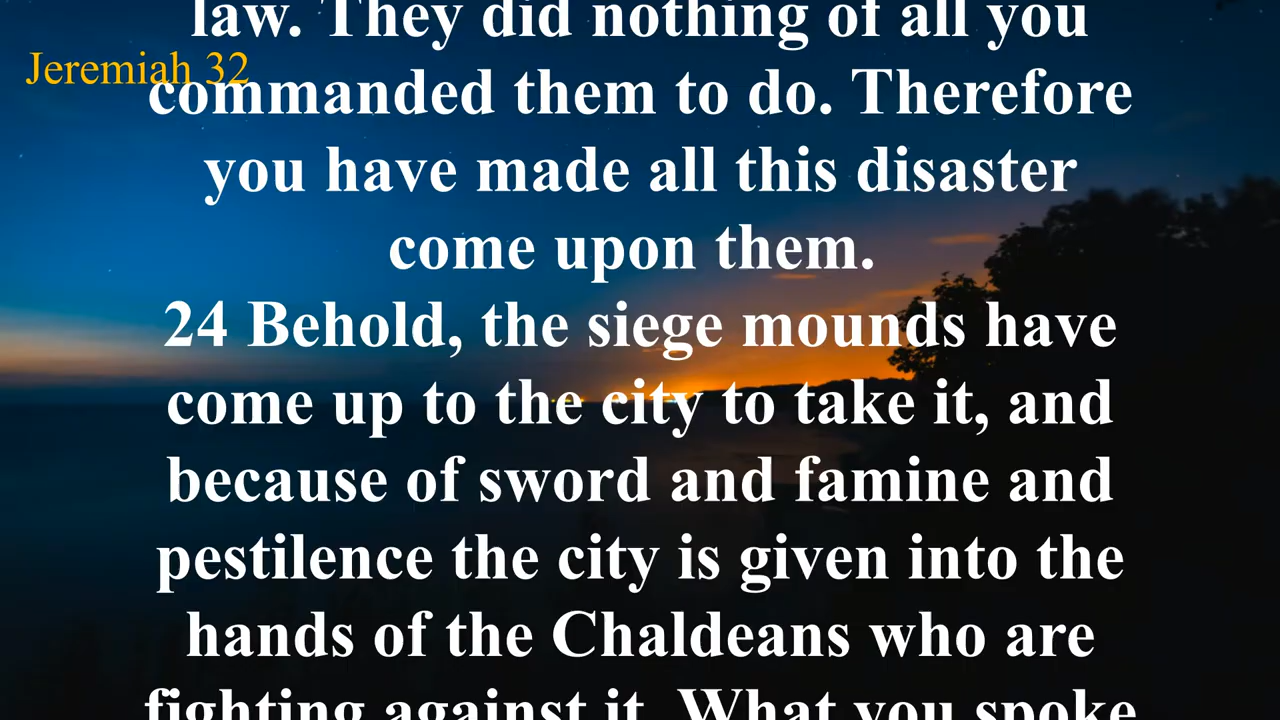 law. They did nothing of all you
Jeremiah 32
commanded them to do. Therefore
you have made all this disaster
come upon them.
24 Behold, the siege mounds have
come up to the city to take it, and
because of sword and famine and
pestilence the city is given into the
hands of the Chaldeans who are
fighting against it. What you spoke